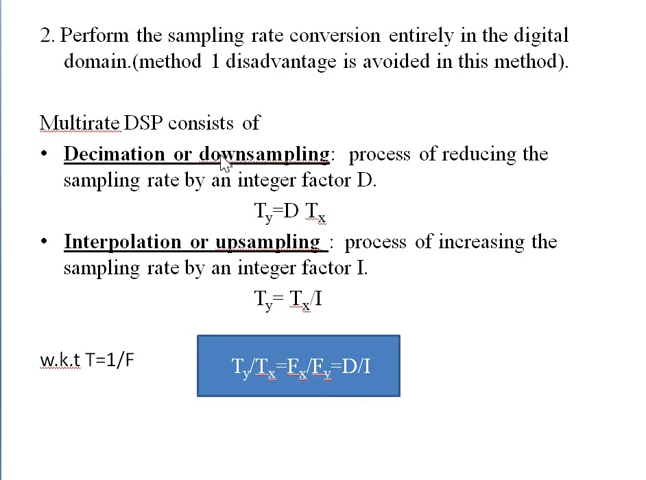 2. Perform the sampling rate conversion entirely in the digital
domain.(method 1 disadvantage is avoided in this method).
Multirate DSP consists of
• Decimation or downsampling: process of reducing the
sampling rate by an integer factor D.
Ty=D Tx
• Interpolation or upsampling : process of increasing the
sampling rate by an integer factor I.
Ty= Tx/I
w.k.t T=1/F
Ty/Tx=Fx/Fy=D/I